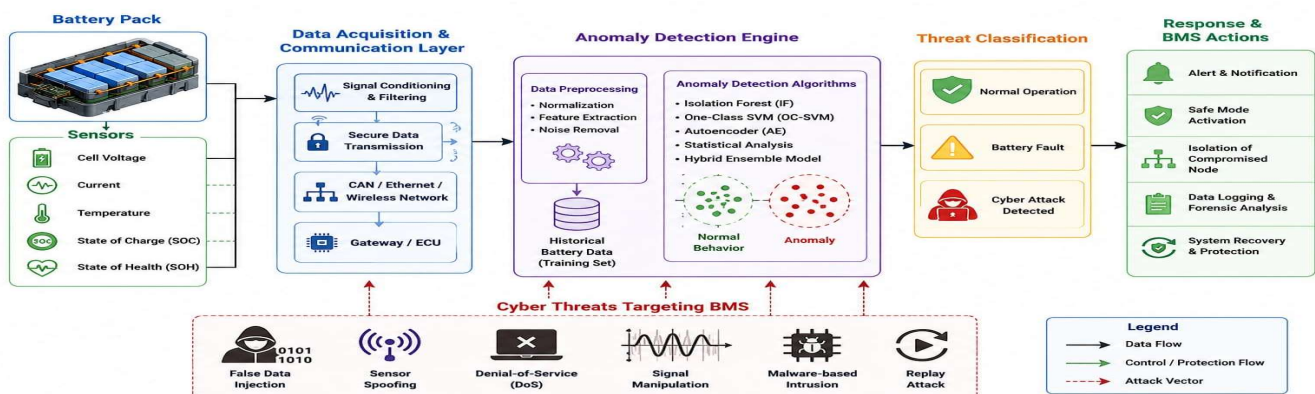 Battery Pack
Sensors
Cell Voltage
Current
Temperature
SOC
State of Charge (SOC)
State of Health (SOH)
Data Acquisition &
Communication Layer
Signal Conditioning
& Filtering
Secure Data
Transmission
CAN / Ethernet /
Wireless Network
Gateway / ECU
Anomaly Detection Engine
Data Preprocessing
• Normalization
• Feature Extraction
• Noise Removal
Historical
Battery Data
(Training Set)
Anomaly Detection Algorithms
• Isolation Forest (IF)
• One-Class SVM (OC-SVM)
• Autoencoder (AE)
• Statistical Analysis
• Hybrid Ensemble Model
Normal
Behavior
Anomaly
Threat Classification
Normal Operation
Battery Fault
Cyber Attack
Detected
Response &
BMS Actions
Alert & Notification
Safe Mode
Activation
Isolation of
Compromised
Node
Data Logging &
Forensic Analysis
System Recovery
& Protection
Cyber Threats Targeting BMS
0101
1010
False Data
Injection
Sensor
Spoofing
Denial-of-Service
(DoS)
Signal
Manipulation
Malware-based
Intrusion
Replay
Attack
Legend
Data Flow
Control / Protection Flow
Attack Vector